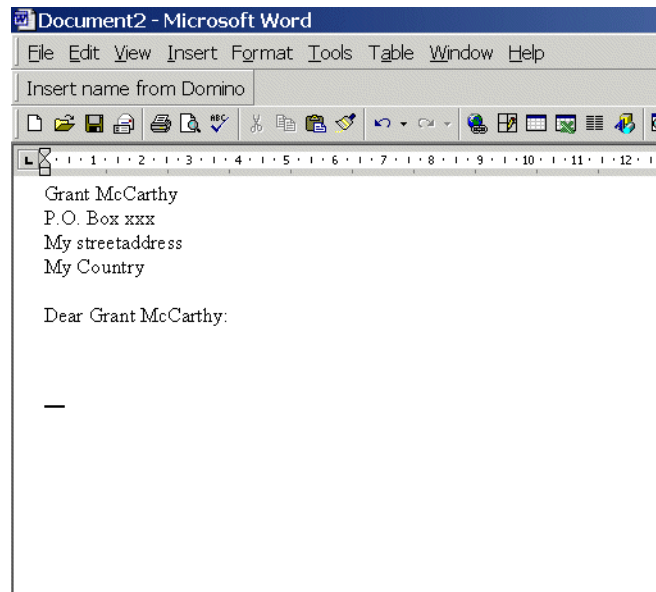 Document2 - Microsoft Word
File Edit View Insert Format Tools Table Window Help
Insert name from Domino
ABC
L 1 2 3 4 5 6 7 8 9 10 11 12
Grant McCarthy
P.O. Box xxx
My streetaddress
My Country
Dear Grant McCarthy: